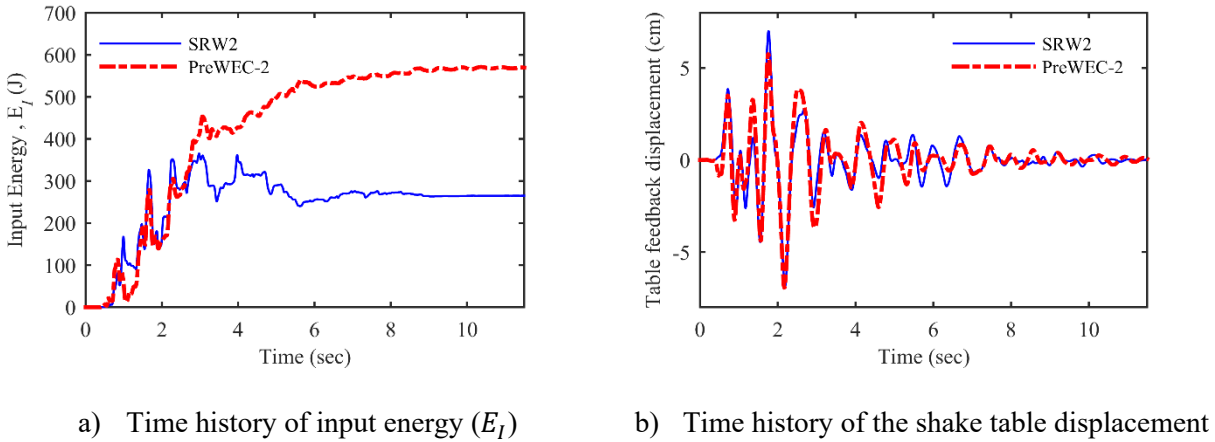 700
600
500
400
300
200
100
0
Input Energy , E_I (J)
SRW2
PreWEC-2
0 2 4 6 8 10
Time (sec)
5
0
-5
Table feedback displacement (cm)
SRW2
PreWEC-2
0 2 4 6 8 10
Time (sec)
a) Time history of input energy (E_I)
b) Time history of the shake table displacement